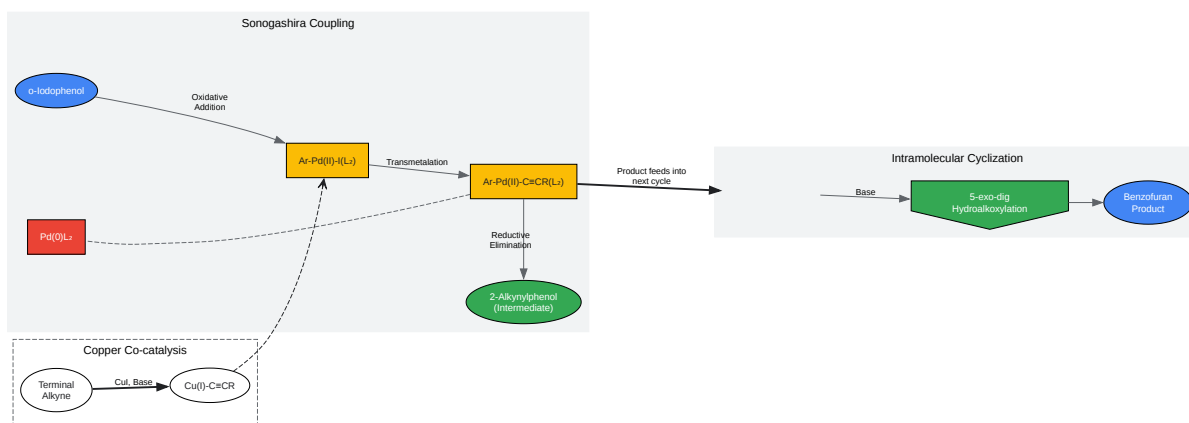 Sonogashira Coupling
o-Iodophenol
Oxidative
Addition
Ar-Pd(II)-I(L₂)
Transmetalation
Ar-Pd(II)-C≡CR(L₂)
Pd(0)L₂
Reductive
Elimination
2-Alkynylphenol
(Intermediate)
Copper Co-catalysis
Terminal
Alkyne
CuI, Base
Cu(I)-C≡CR
Product feeds into
next cycle
Intramolecular Cyclization
Base
5-exo-dig
Hydroalkoxylation
Benzofuran
Product